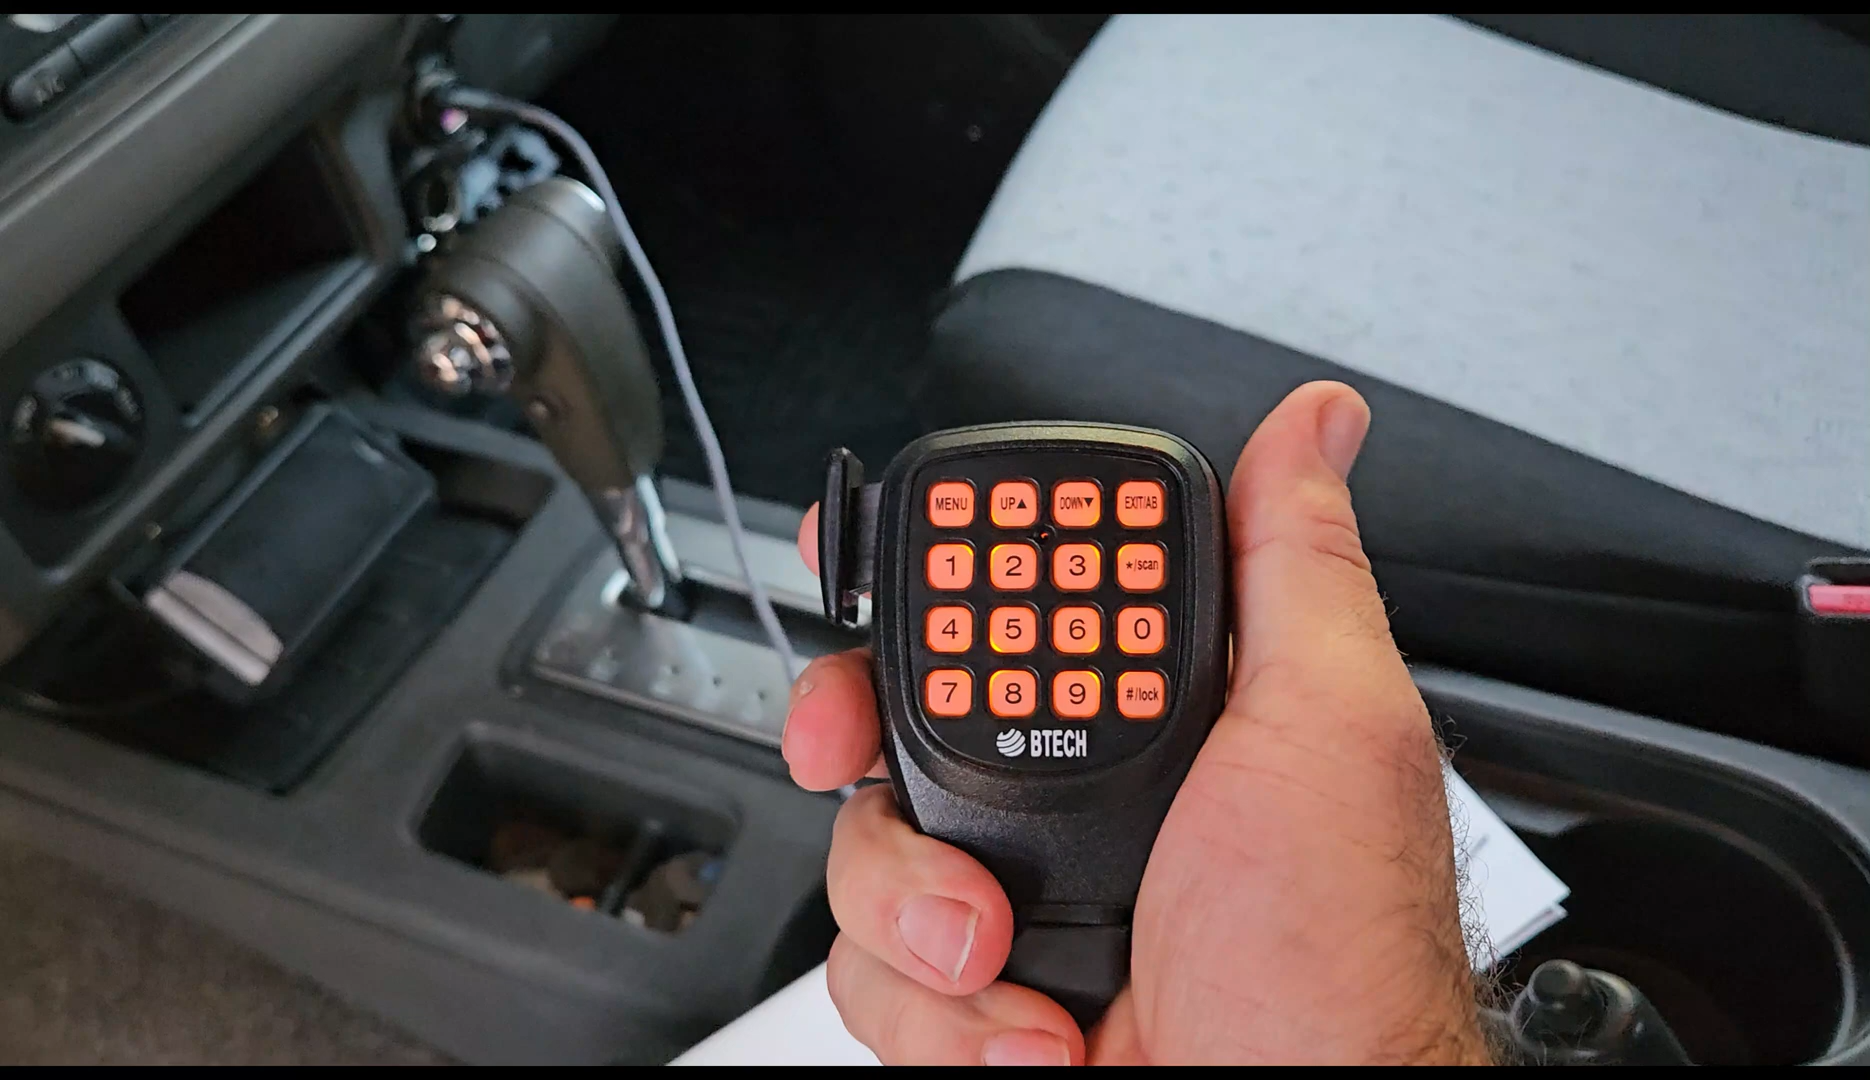 A/C
MENU UP▲ DOWN▼ EXIT/AB
1 2 3 */scan
4 5 6 0
7 8 9 #/lock
BTECH